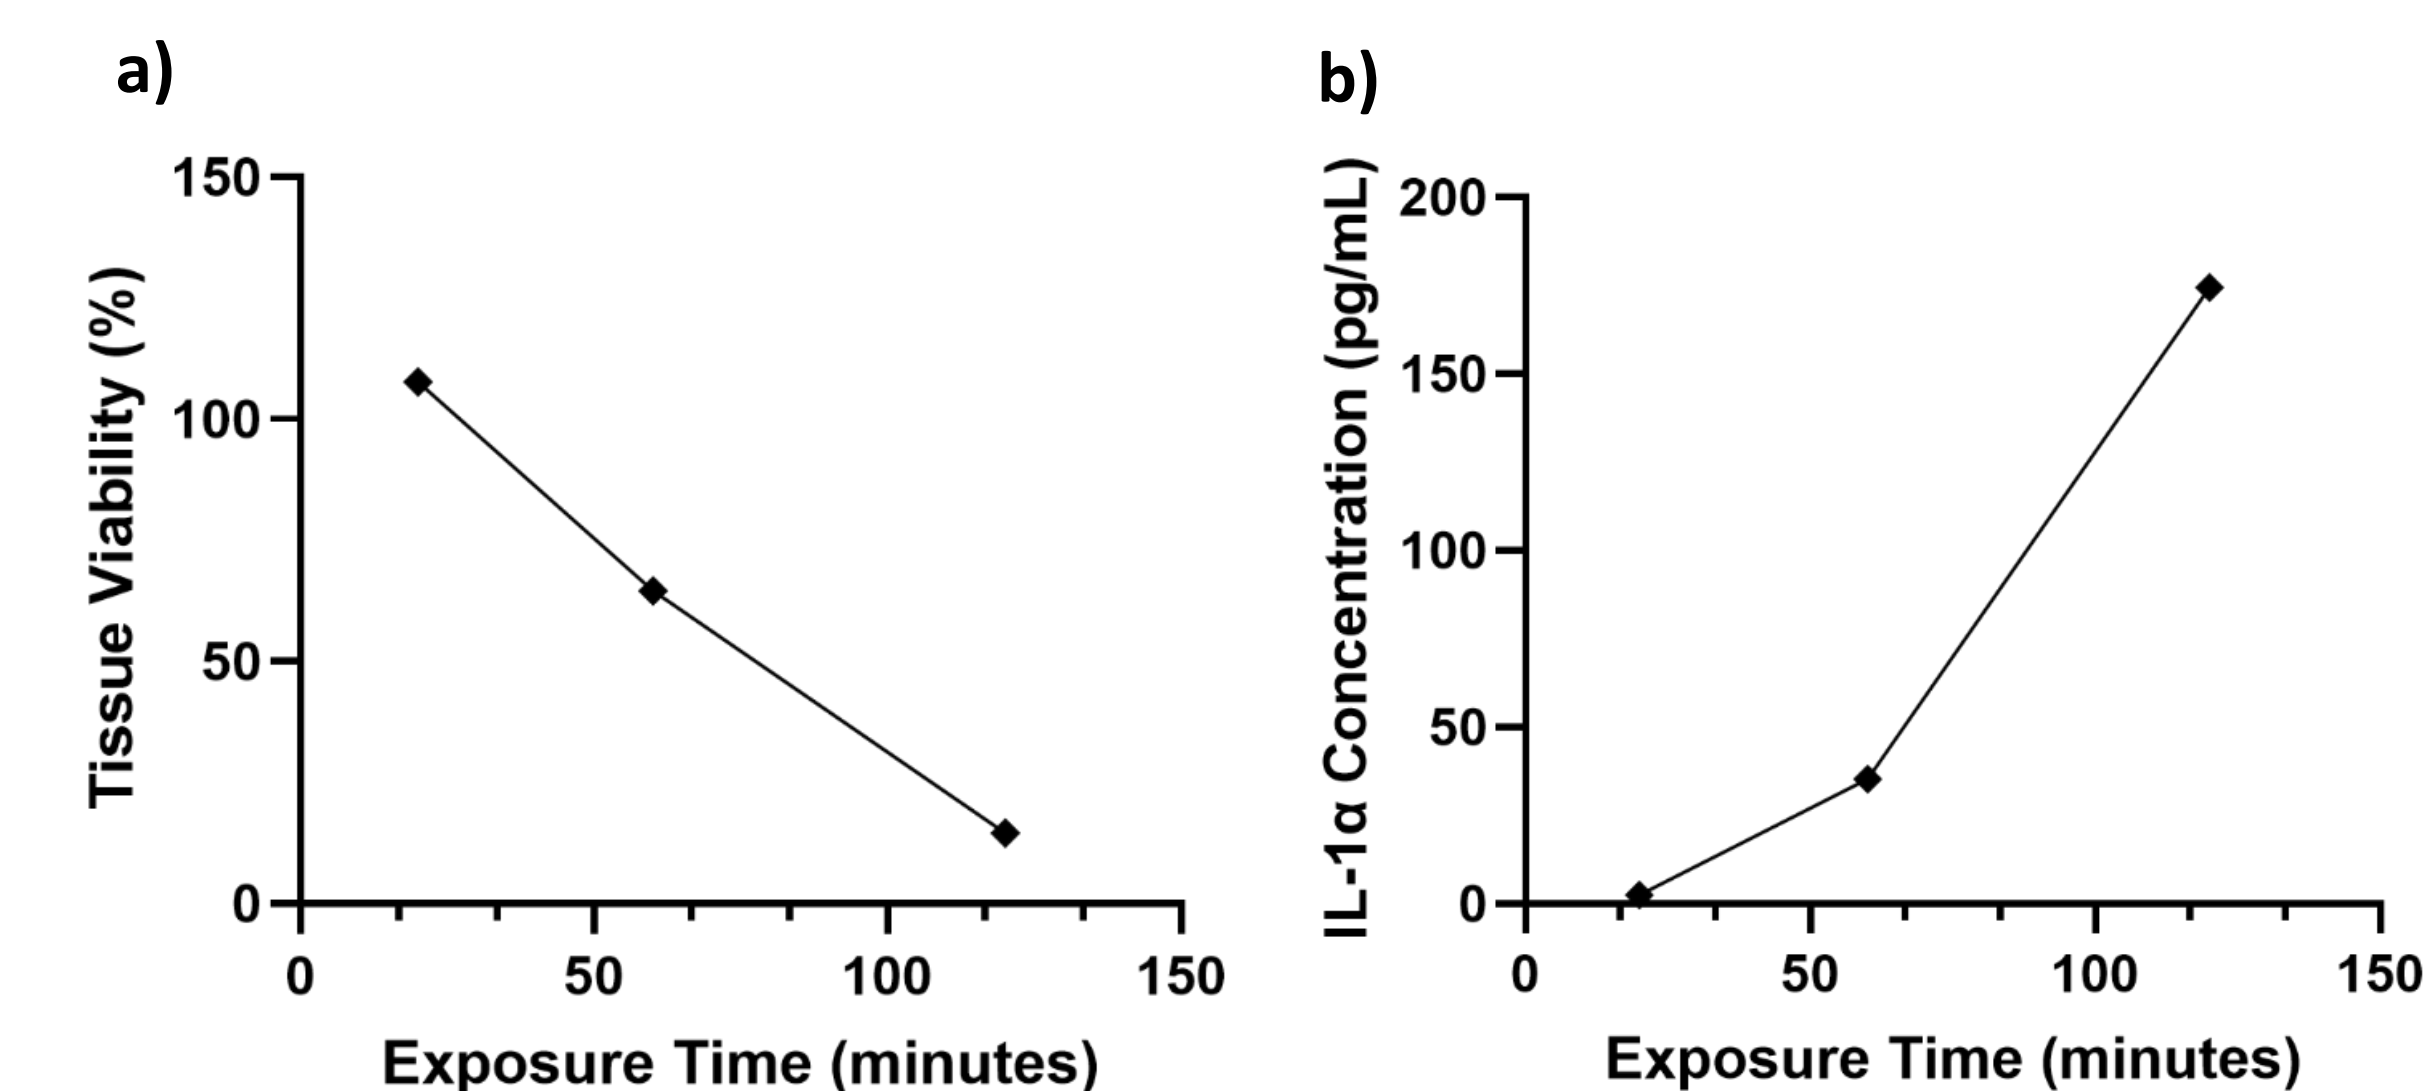 a)
Tissue Viability (%)
150
100
50
0
0 50 100 150
Exposure Time (minutes)
b)
IL-1α Concentration (pg/mL)
200
150
100
50
0
0 50 100 150
Exposure Time (minutes)